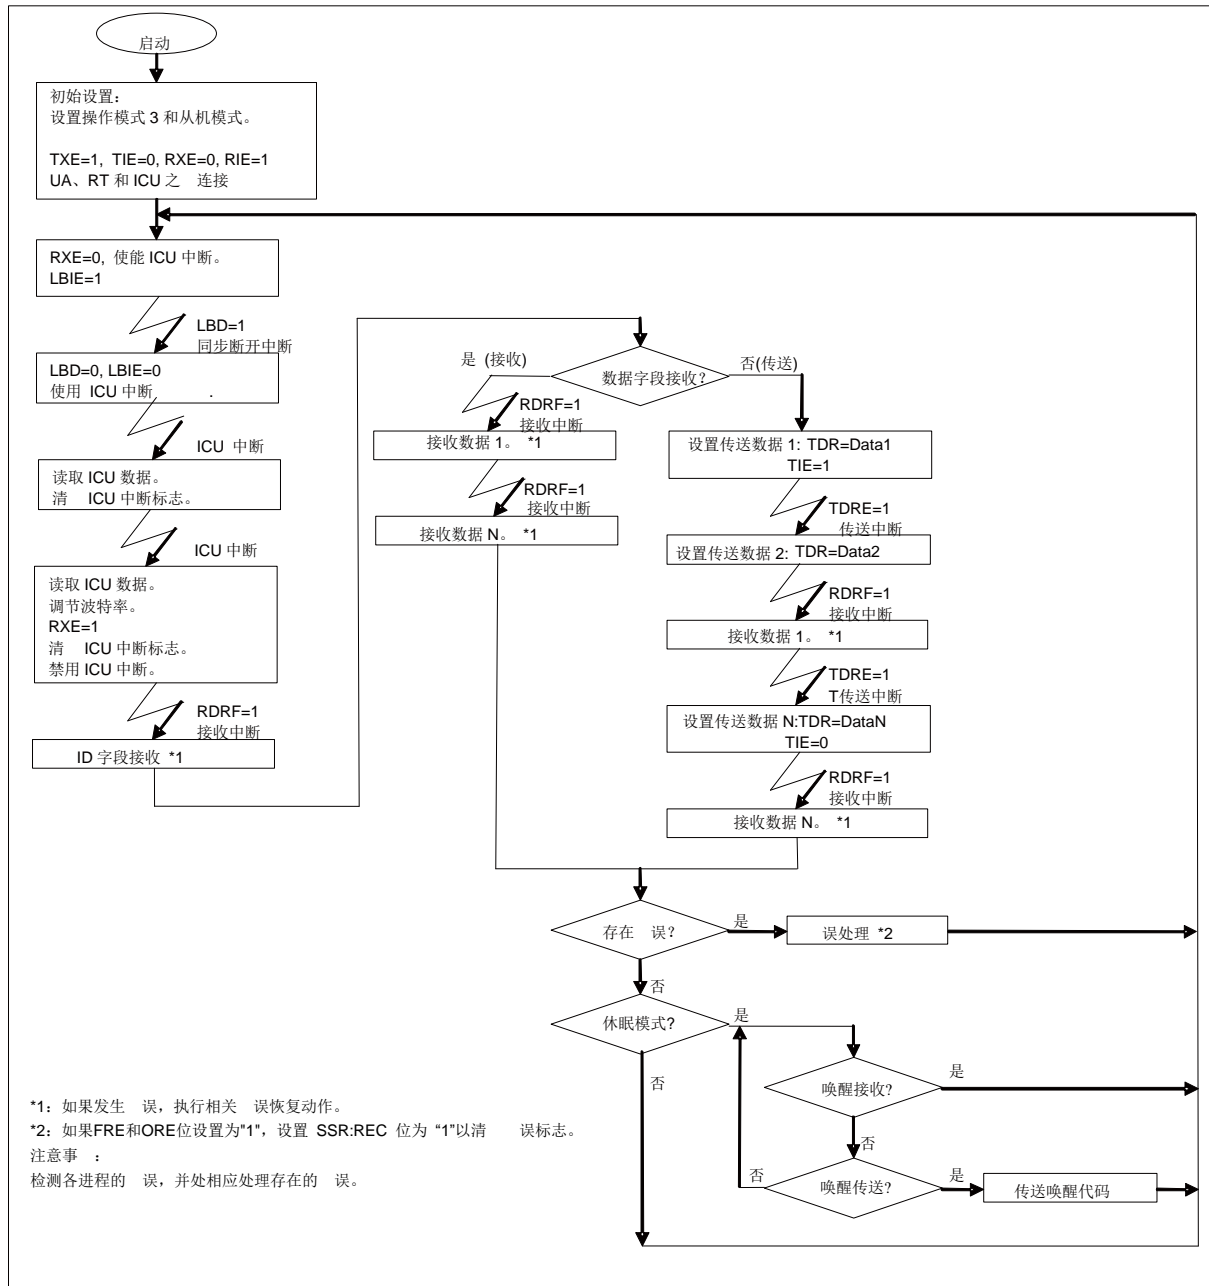 启动
初始设置：
设置操作模式 3 和从机模式。
TXE=1, TIE=0, RXE=0, RIE=1
UA、RT 和 ICU 之 连接
RXE=0, 使能 ICU 中断。
LBIE=1
LBD=1
同步断开中断
LBD=0, LBIE=0
使用 ICU 中断 .
ICU 中断
读取 ICU 数据。
清 ICU 中断标志。
ICU 中断
读取 ICU 数据。
调节波特率。
RXE=1
清 ICU 中断标志。
禁用 ICU 中断。
RDRF=1
接收中断
ID 字段接收 *1
数据字段接收？
是 (接收)
RDRF=1
接收中断
接收数据 1。 *1
RDRF=1
接收中断
接收数据 N。 *1
否(传送)
设置传送数据 1: TDR=Data1
TIE=1
TDRE=1
传送中断
设置传送数据 2: TDR=Data2
RDRF=1
接收中断
接收数据 1。 *1
TDRE=1
T传送中断
设置传送数据 N:TDR=DataN
TIE=0
RDRF=1
接收中断
接收数据 N。 *1
存在 误？
是
误处理 *2
否
休眠模式?
是
否
唤醒接收?
是
否
唤醒传送?
否
是
传送唤醒代码
*1：如果发生 误，执行相关 误恢复动作。
*2：如果FRE和ORE位设置为"1"，设置 SSR:REC 位为 “1”以清 误标志。
注意事 ：
检测各进程的 误，并处相应处理存在的 误。